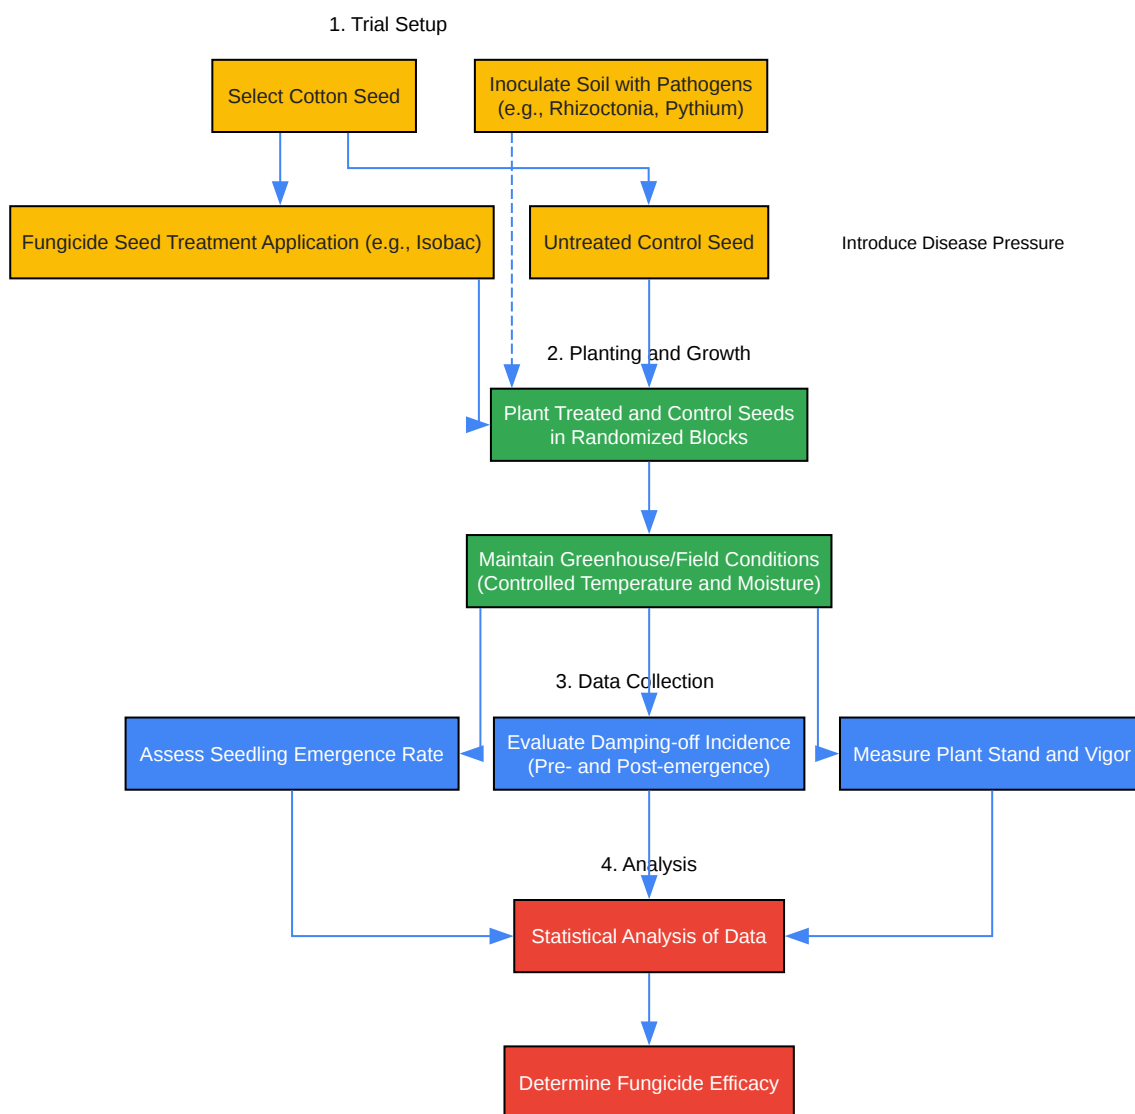 1. Trial Setup
Select Cotton Seed
Inoculate Soil with Pathogens
(e.g., Rhizoctonia, Pythium)
Fungicide Seed Treatment Application (e.g., Isobac)
Untreated Control Seed
Introduce Disease Pressure
2. Planting and Growth
Plant Treated and Control Seeds
in Randomized Blocks
Maintain Greenhouse/Field Conditions
(Controlled Temperature and Moisture)
3. Data Collection
Assess Seedling Emergence Rate
Evaluate Damping-off Incidence
(Pre- and Post-emergence)
Measure Plant Stand and Vigor
4. Analysis
Statistical Analysis of Data
Determine Fungicide Efficacy